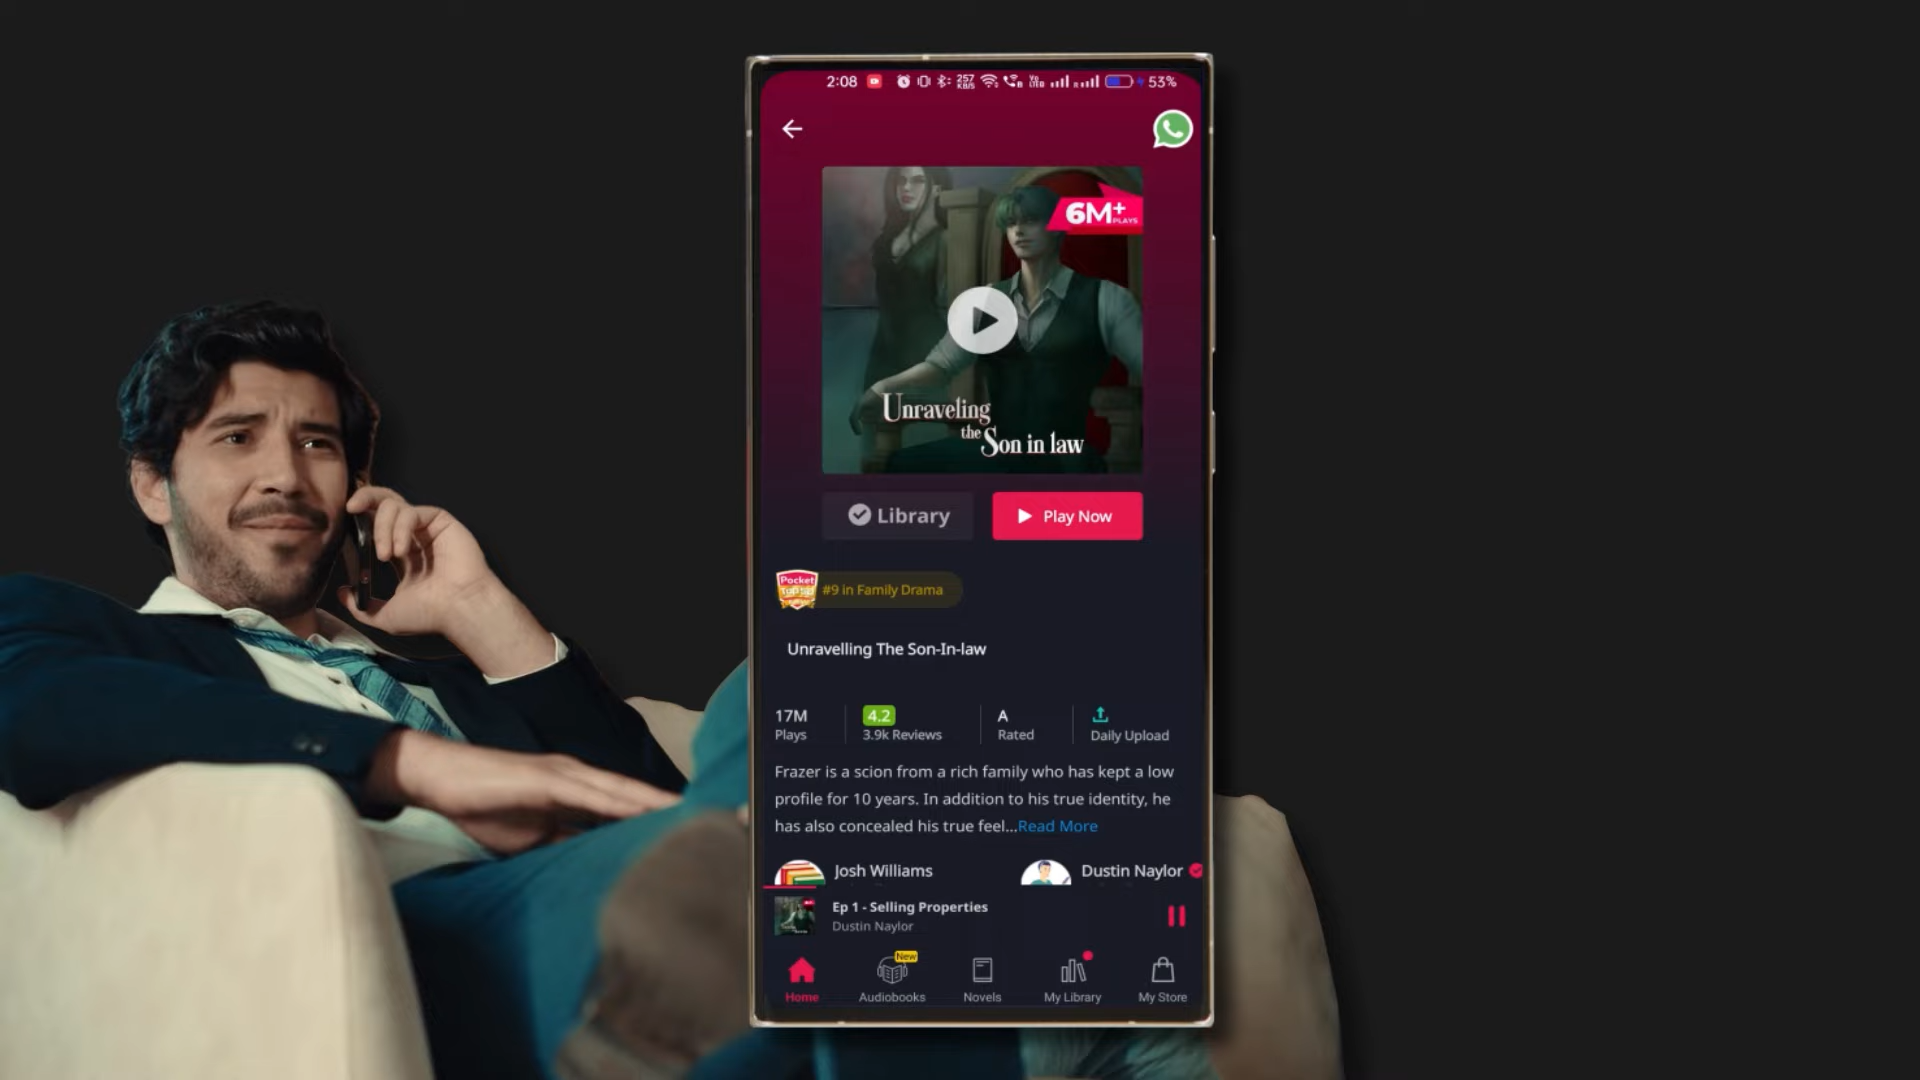 2:08
257
KB/S
53%
6M+
PLAYS
Unraveling
the Son in law
Library
Play Now
Pocket
#9 in Family Drama
Unravelling The Son-In-law
17M
Plays
4.2
3.9k Reviews
A
Rated
Daily Upload
Frazer is a scion from a rich family who has kept a low
profile for 10 years. In addition to his true identity, he
has also concealed his true feel...Read More
Josh Williams
Dustin Naylor
Ep 1 - Selling Properties
Dustin Naylor
New
Home
Audiobooks
Novels
My Library
My Store